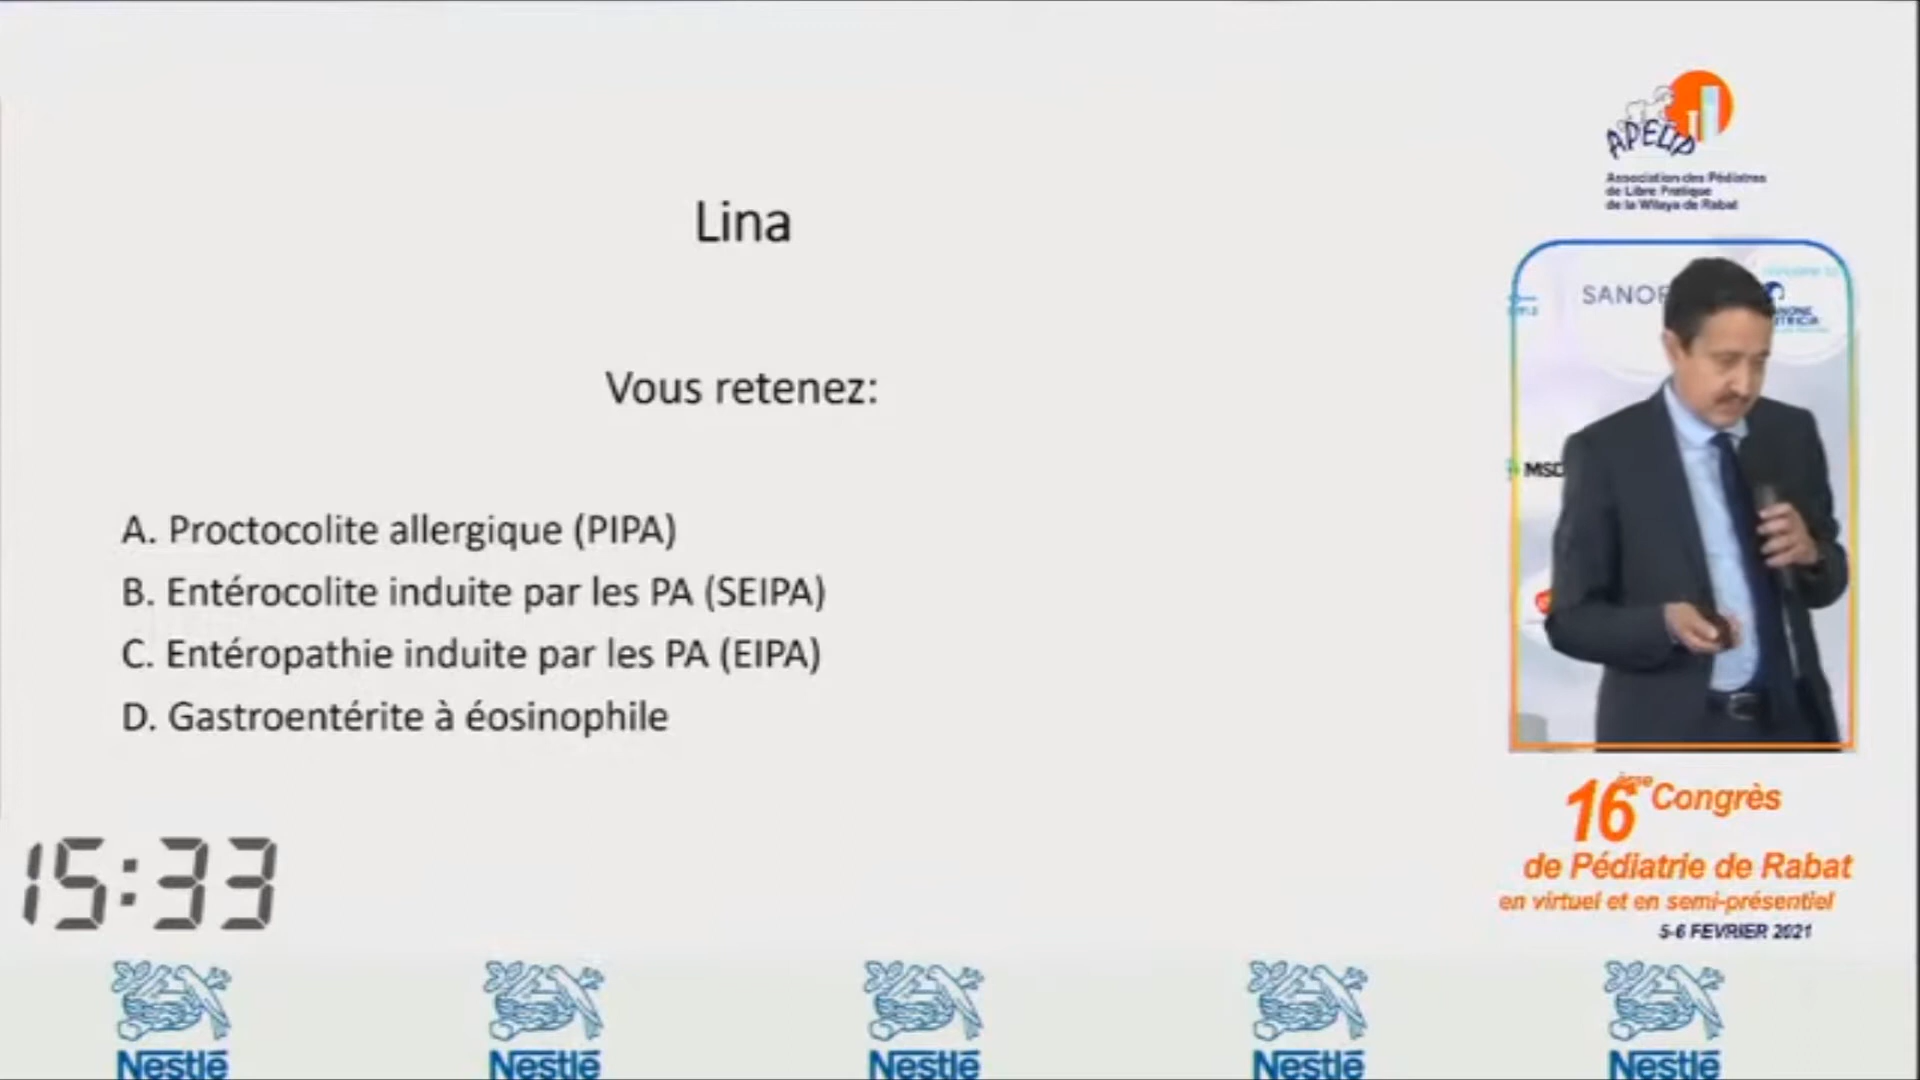 Lina
Vous retenez:
A. Proctocolite allergique (PIPA)
B. Entérocolite induite par les PA (SEIPA)
C. Entéropathie induite par les PA (EIPA)
D. Gastroentérite à éosinophile
15:33
APELIP
Association des Pédiatres
de Libre Pratique
de la Wilaya de Rabat
SANOF
MSD
16ème Congrès
de Pédiatrie de Rabat
en virtuel et en semi-présentiel
5-6 FEVRIER 2021
Nestlé Nestlé Nestlé Nestlé Nestlé